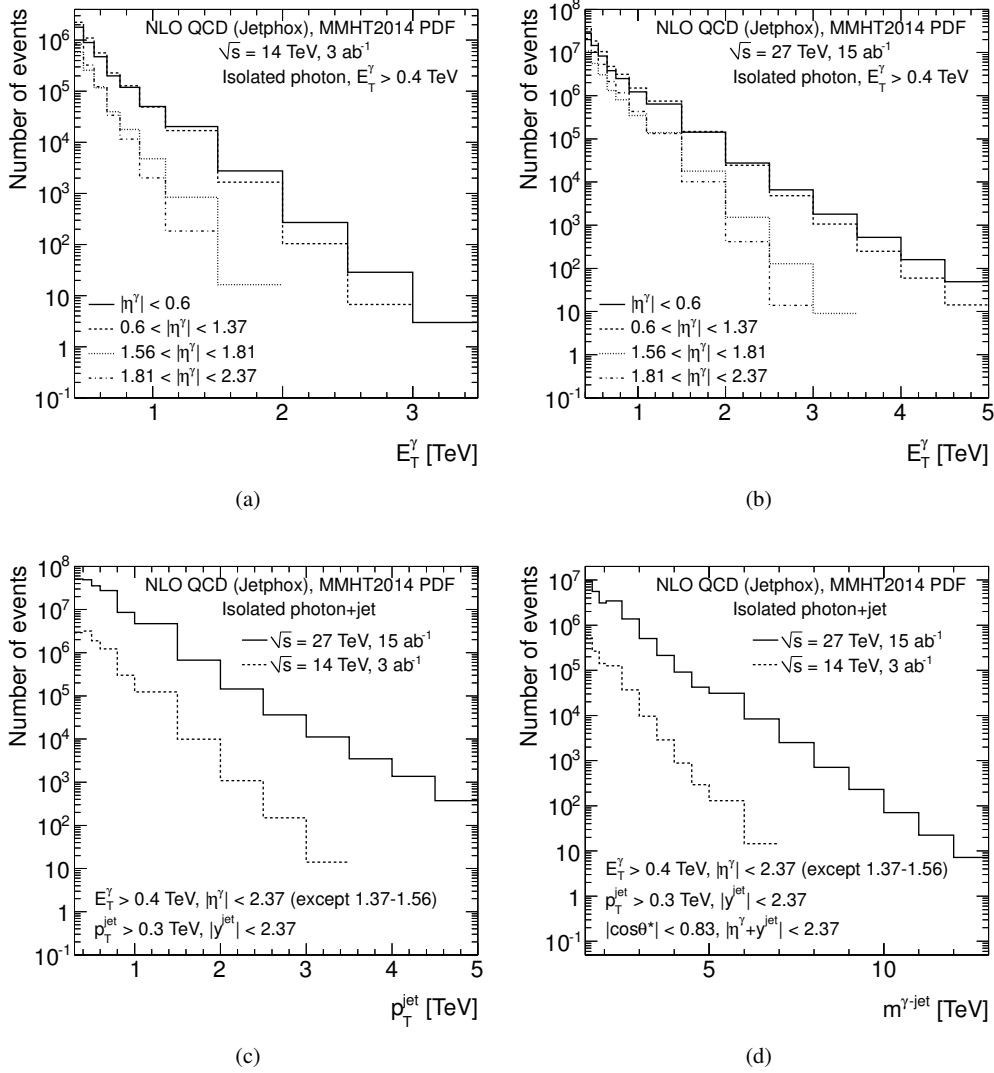 NLO QCD (Jetphox), MMHT2014 PDF
√s = 14 TeV, 3 ab⁻¹
Isolated photon, E_T^γ > 0.4 TeV
Number of events
10⁶
10⁵
10⁴
10³
10²
10
1
10⁻¹
|η^γ| < 0.6
0.6 < |η^γ| < 1.37
1.56 < |η^γ| < 1.81
1.81 < |η^γ| < 2.37
1 2 3
E_T^γ [TeV]
(a)
NLO QCD (Jetphox), MMHT2014 PDF
√s = 27 TeV, 15 ab⁻¹
Isolated photon, E_T^γ > 0.4 TeV
Number of events
10⁸
10⁷
10⁶
10⁵
10⁴
10³
10²
10
1
10⁻¹
|η^γ| < 0.6
0.6 < |η^γ| < 1.37
1.56 < |η^γ| < 1.81
1.81 < |η^γ| < 2.37
1 2 3 4 5
E_T^γ [TeV]
(b)
NLO QCD (Jetphox), MMHT2014 PDF
Isolated photon+jet
√s = 27 TeV, 15 ab⁻¹
√s = 14 TeV, 3 ab⁻¹
Number of events
10⁸
10⁷
10⁶
10⁵
10⁴
10³
10²
10
1
10⁻¹
E_T^γ > 0.4 TeV, |η^γ| < 2.37 (except 1.37-1.56)
p_T^jet > 0.3 TeV, |y^jet| < 2.37
1 2 3 4 5
p_T^jet [TeV]
(c)
NLO QCD (Jetphox), MMHT2014 PDF
Isolated photon+jet
√s = 27 TeV, 15 ab⁻¹
√s = 14 TeV, 3 ab⁻¹
Number of events
10⁷
10⁶
10⁵
10⁴
10³
10²
10
1
10⁻¹
E_T^γ > 0.4 TeV, |η^γ| < 2.37 (except 1.37-1.56)
p_T^jet > 0.3 TeV, |y^jet| < 2.37
|cosθ*| < 0.83, |η^γ+y^jet| < 2.37
5 10
m^γ-jet [TeV]
(d)